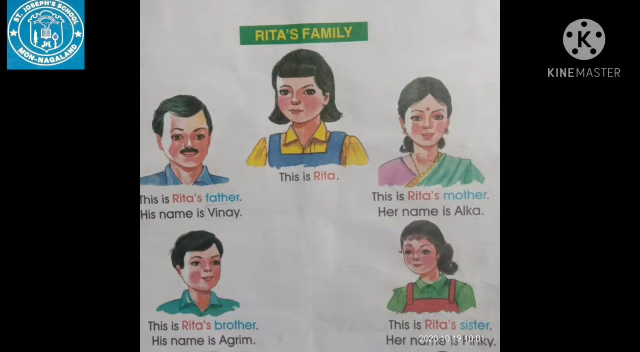 ST. JOSEPH'S SCHOOL
MON-NAGALAND
K
KINEMASTER
RITA'S FAMILY
This is Rita.
This is Rita's father.
His name is Vinay.
This is Rita's mother.
Her name is Alka.
This is Rita's brother.
His name is Agrim.
This is Rita's sister.
Her name is Pinky.